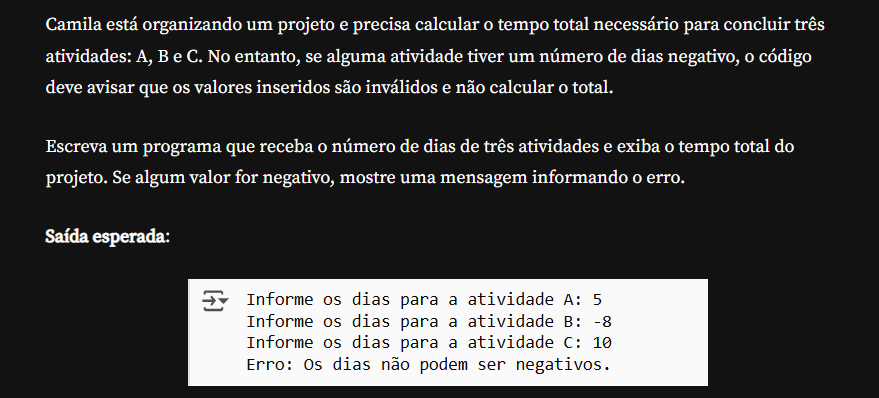 Camila está organizando um projeto e precisa calcular o tempo total necessário para concluir três
atividades: A, B e C. No entanto, se alguma atividade tiver um número de dias negativo, o código
deve avisar que os valores inseridos são inválidos e não calcular o total.
Escreva um programa que receba o número de dias de três atividades e exiba o tempo total do
projeto. Se algum valor for negativo, mostre uma mensagem informando o erro.
Saída esperada:
Informe os dias para a atividade A: 5
Informe os dias para a atividade B: -8
Informe os dias para a atividade C: 10
Erro: Os dias não podem ser negativos.